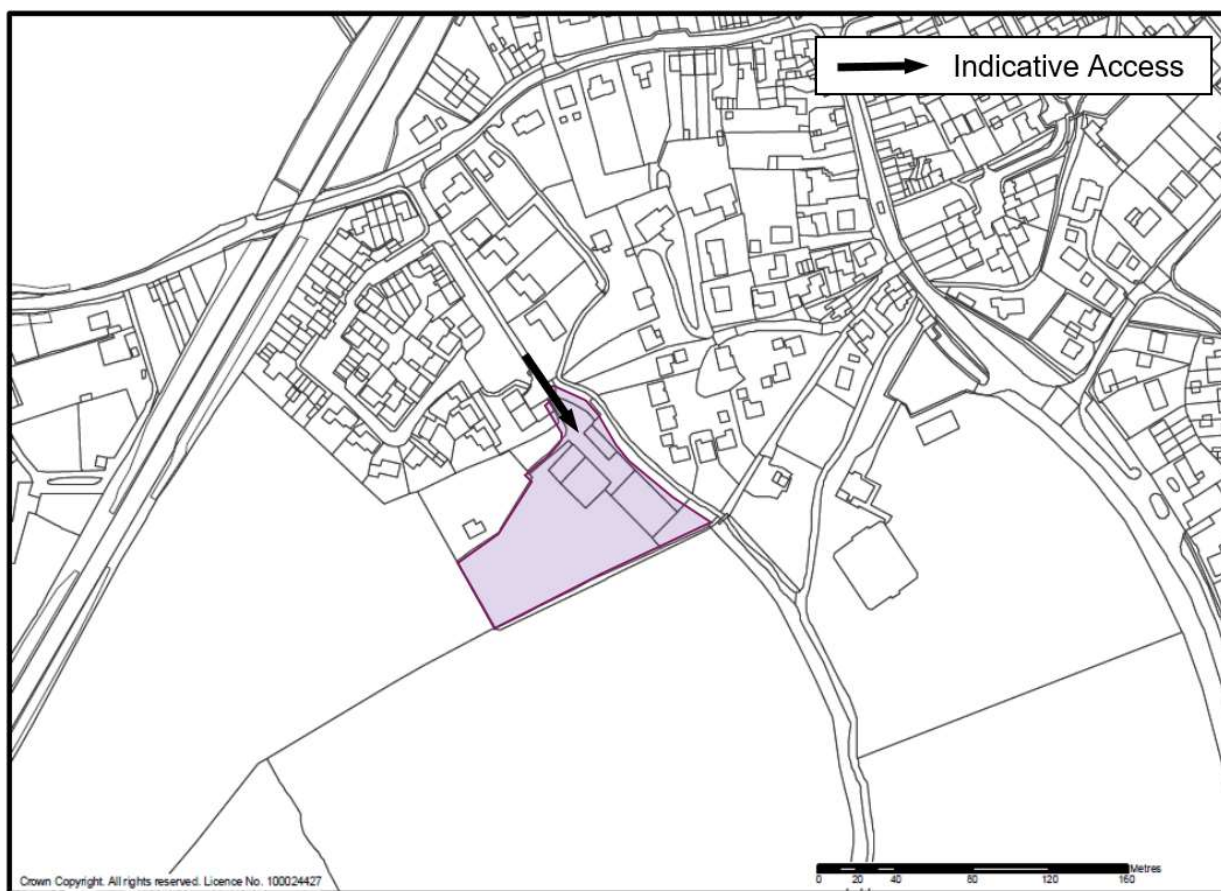 Indicative Access
Crown Copyright. All rights reserved. Licence No. 100024427
Metres
0 20 40 80 120 160